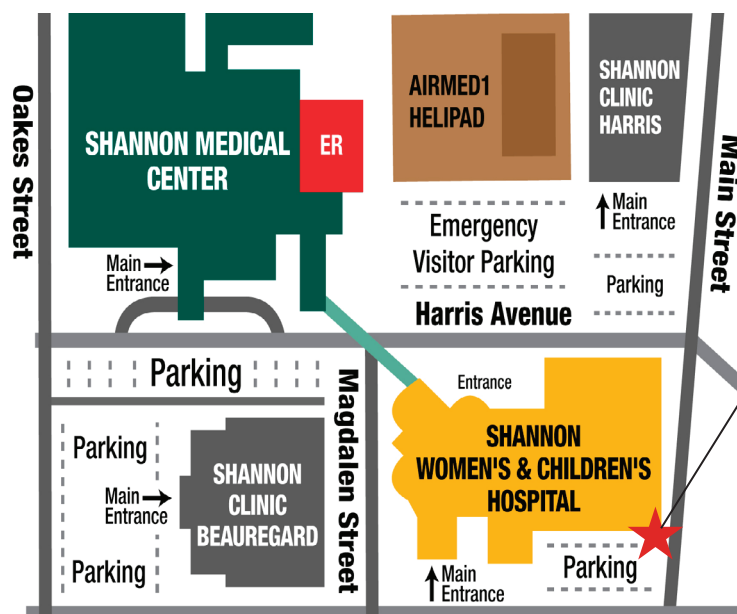 Oakes Street
SHANNON MEDICAL
CENTER
ER
AIRMED1
HELIPAD
SHANNON
CLINIC
HARRIS
Main Street
Main
Entrance
Emergency
Visitor Parking
Parking
Main
Entrance
Harris Avenue
Parking
Magdalen Street
Entrance
SHANNON
WOMEN'S & CHILDREN'S
HOSPITAL
Parking
SHANNON
CLINIC
BEAUREGARD
Main
Entrance
Parking
Main
Entrance
Parking